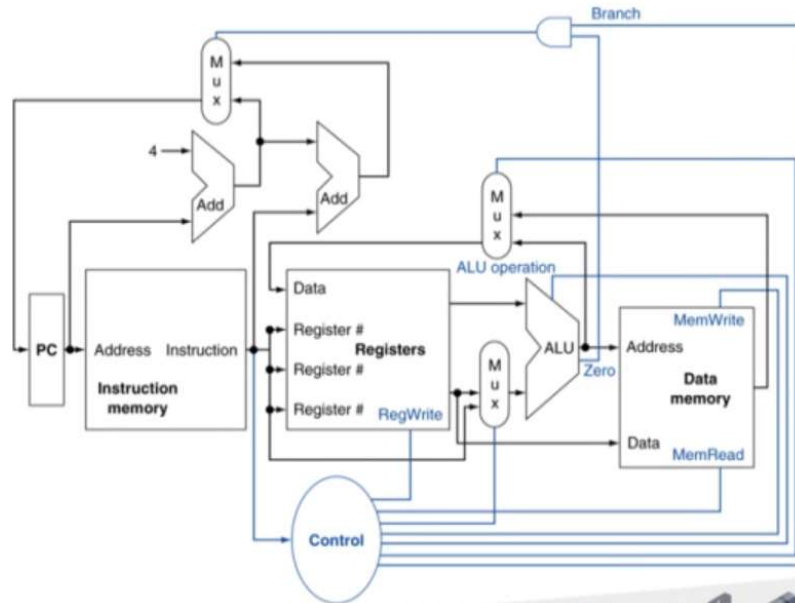 Branch
M
u
x
4
Add
Add
M
u
x
ALU operation
Data
MemWrite
PC
Address
Instruction
Register #
Registers
ALU
Address
M
u
x
Zero
Data
memory
Instruction
memory
Register #
Register #
RegWrite
Data
MemRead
Control